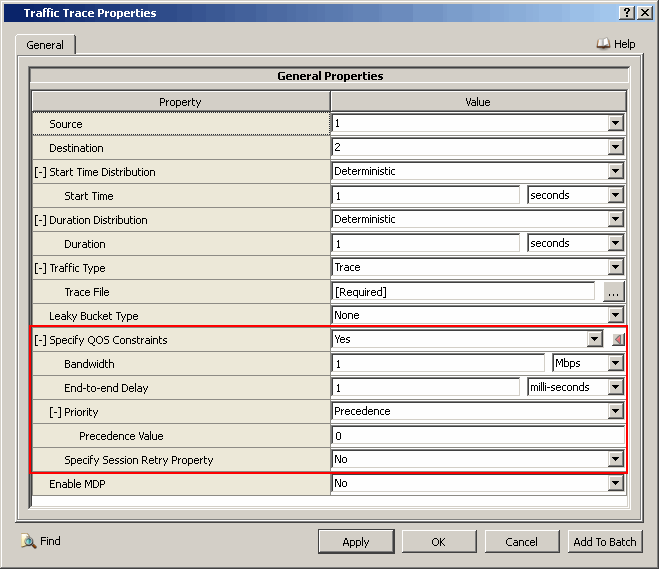 Traffic Trace Properties
General
Help
General Properties
Property Value
Source 1
Destination 2
[-] Start Time Distribution Deterministic
Start Time 1 seconds
[-] Duration Distribution Deterministic
Duration 1 seconds
[-] Traffic Type Trace
Trace File [Required] ...
Leaky Bucket Type None
[-] Specify QOS Constraints Yes
Bandwidth 1 Mbps
End-to-end Delay 1 milli-seconds
[-] Priority Precedence
Precedence Value 0
Specify Session Retry Property No
Enable MDP No
Find Apply OK Cancel Add To Batch